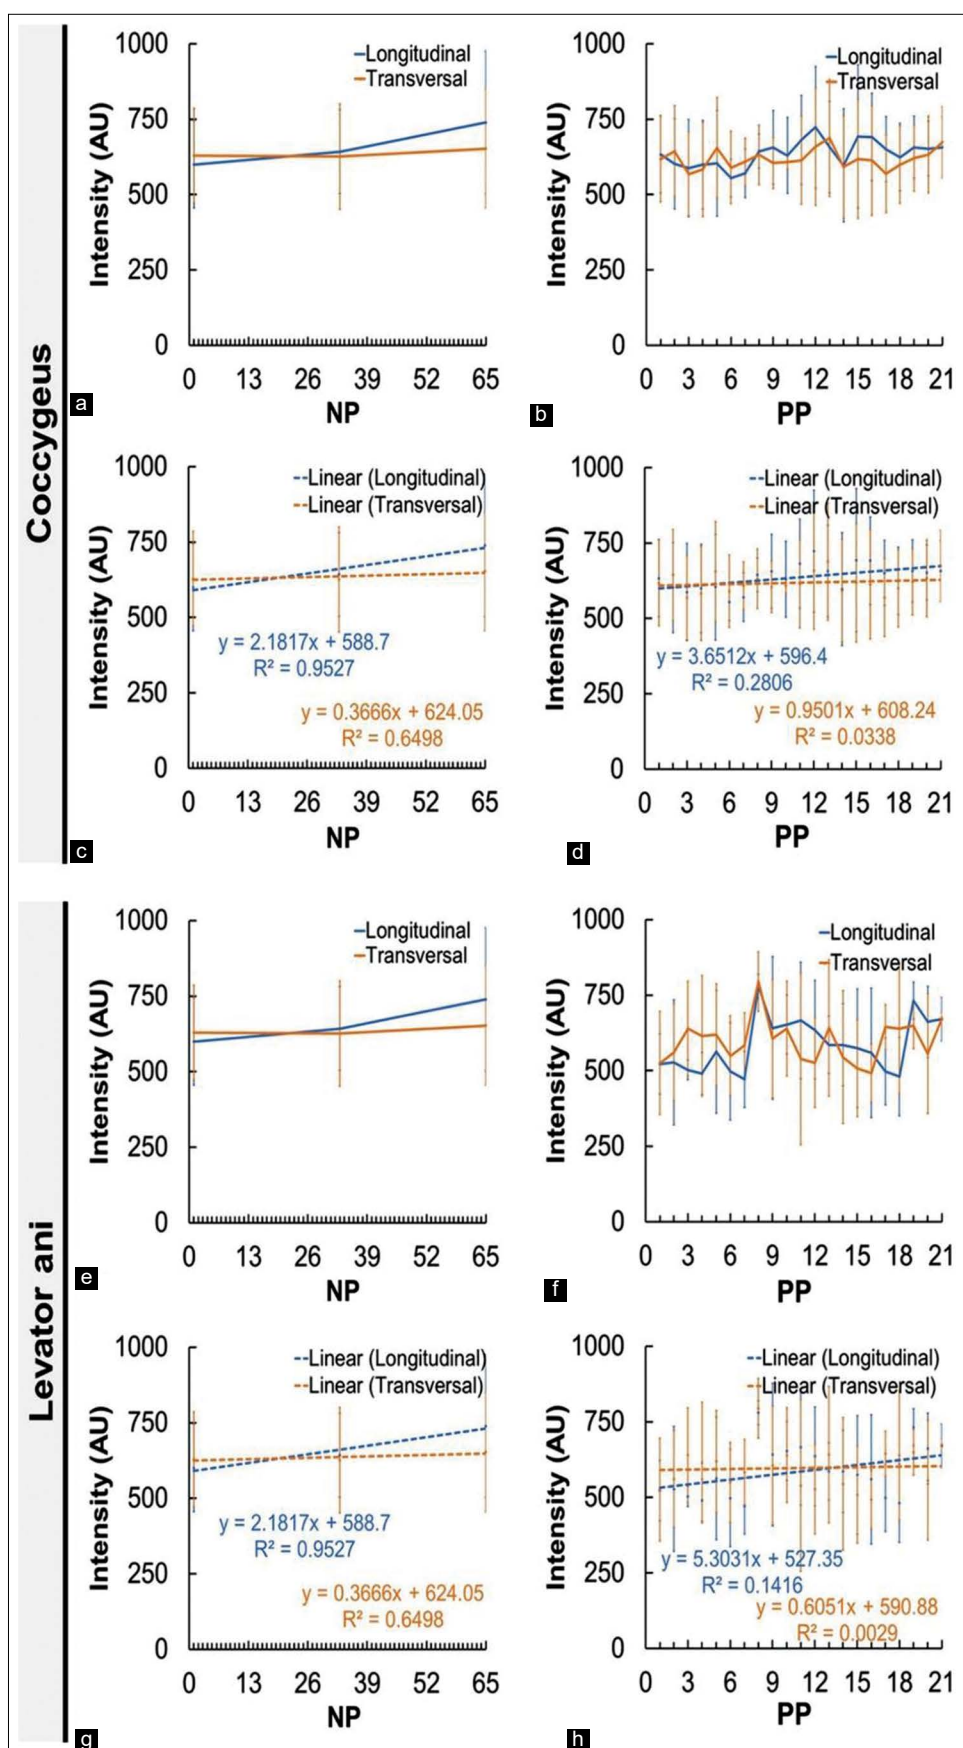 Coccygeus
1000
750
500
250
0
Intensity (AU)
Longitudinal
Transversal
0 13 26 39 52 65
NP
a
1000
750
500
250
0
Intensity (AU)
Longitudinal
Transversal
0 3 6 9 12 15 18 21
PP
b
1000
750
500
250
0
Intensity (AU)
Linear (Longitudinal)
Linear (Transversal)
y = 2.1817x + 588.7
R² = 0.9527
y = 0.3666x + 624.05
R² = 0.6498
0 13 26 39 52 65
NP
c
1000
750
500
250
0
Intensity (AU)
Linear (Longitudinal)
Linear (Transversal)
y = 3.6512x + 596.4
R² = 0.2806
y = 0.9501x + 608.24
R² = 0.0338
0 3 6 9 12 15 18 21
PP
d
Levator ani
1000
750
500
250
0
Intensity (AU)
Longitudinal
Transversal
0 13 26 39 52 65
NP
e
1000
750
500
250
0
Intensity (AU)
Longitudinal
Transversal
0 3 6 9 12 15 18 21
PP
f
1000
750
500
250
0
Intensity (AU)
Linear (Longitudinal)
Linear (Transversal)
y = 2.1817x + 588.7
R² = 0.9527
y = 0.3666x + 624.05
R² = 0.6498
0 13 26 39 52 65
NP
g
1000
750
500
250
0
Intensity (AU)
Linear (Longitudinal)
Linear (Transversal)
y = 5.3031x + 527.35
R² = 0.1416
y = 0.6051x + 590.88
R² = 0.0029
0 3 6 9 12 15 18 21
PP
h